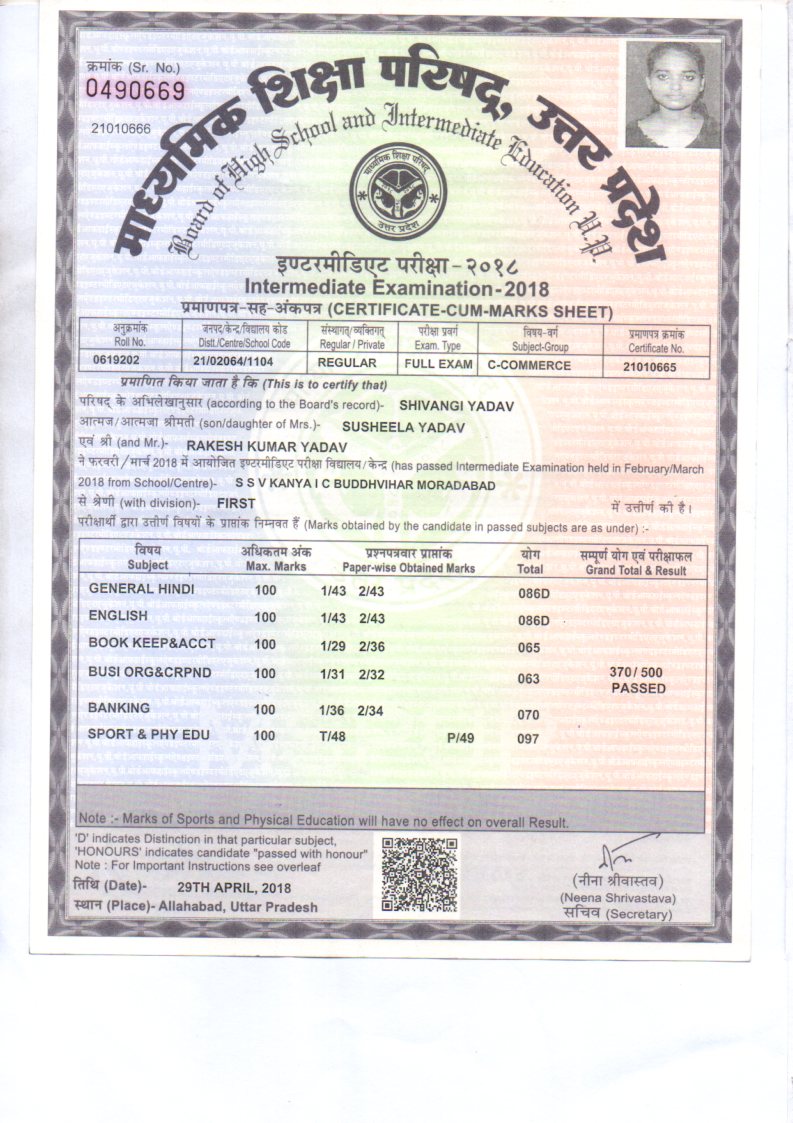 क्रमांक (Sr. No.)
0490669
21010666
माध्यमिक शिक्षा परिषद्, उत्तर प्रदेश
Board of High School and Intermediate Education U.P.
माध्यमिक शिक्षा परिषद्
उत्तर प्रदेश
इण्टरमीडिएट परीक्षा - २०१८
Intermediate Examination - 2018
प्रमाणपत्र-सह-अंकपत्र (CERTIFICATE-CUM-MARKS SHEET)
अनुक्रमांक जनपद/केन्द्र/विद्यालय कोड संस्थागत/व्यक्तिगत् परीक्षा प्रवर्ग विषय-वर्ग प्रमाणपत्र क्रमांक
Roll No. Distt./Centre/School Code Regular / Private Exam. Type Subject-Group Certificate No.
0619202 21/02064/1104 REGULAR FULL EXAM C-COMMERCE 21010665
प्रमाणित किया जाता है कि (This is to certify that)
परिषद् के अभिलेखानुसार (according to the Board's record)- SHIVANGI YADAV
आत्मज/आत्मजा श्रीमती (son/daughter of Mrs.)- SUSHEELA YADAV
एवं श्री (and Mr.)- RAKESH KUMAR YADAV
ने फरवरी/मार्च 2018 में आयोजित इण्टरमीडिएट परीक्षा विद्यालय/केन्द्र (has passed Intermediate Examination held in February/March
2018 from School/Centre)- S S V KANYA I C BUDDHVIHAR MORADABAD
से श्रेणी (with division)- FIRST में उत्तीर्ण की है।
परीक्षार्थी द्वारा उत्तीर्ण विषयों के प्राप्तांक निम्नवत हैं (Marks obtained by the candidate in passed subjects are as under) :-
विषय अधिकतम अंक प्रश्नपत्रवार प्राप्तांक योग सम्पूर्ण योग एवं परीक्षाफल
Subject Max. Marks Paper-wise Obtained Marks Total Grand Total & Result
GENERAL HINDI 100 1/43 2/43 086D
ENGLISH 100 1/43 2/43 086D
BOOK KEEP&ACCT 100 1/29 2/36 065
BUSI ORG&CRPND 100 1/31 2/32 063 370/ 500
PASSED
BANKING 100 1/36 2/34 070
SPORT & PHY EDU 100 T/48 P/49 097
Note :- Marks of Sports and Physical Education will have no effect on overall Result.
'D' indicates Distinction in that particular subject,
'HONOURS' indicates candidate "passed with honour"
Note : For Important Instructions see overleaf
तिथि (Date)- 29TH APRIL, 2018
स्थान (Place)- Allahabad, Uttar Pradesh
(नीना श्रीवास्तव)
(Neena Shrivastava)
सचिव (Secretary)